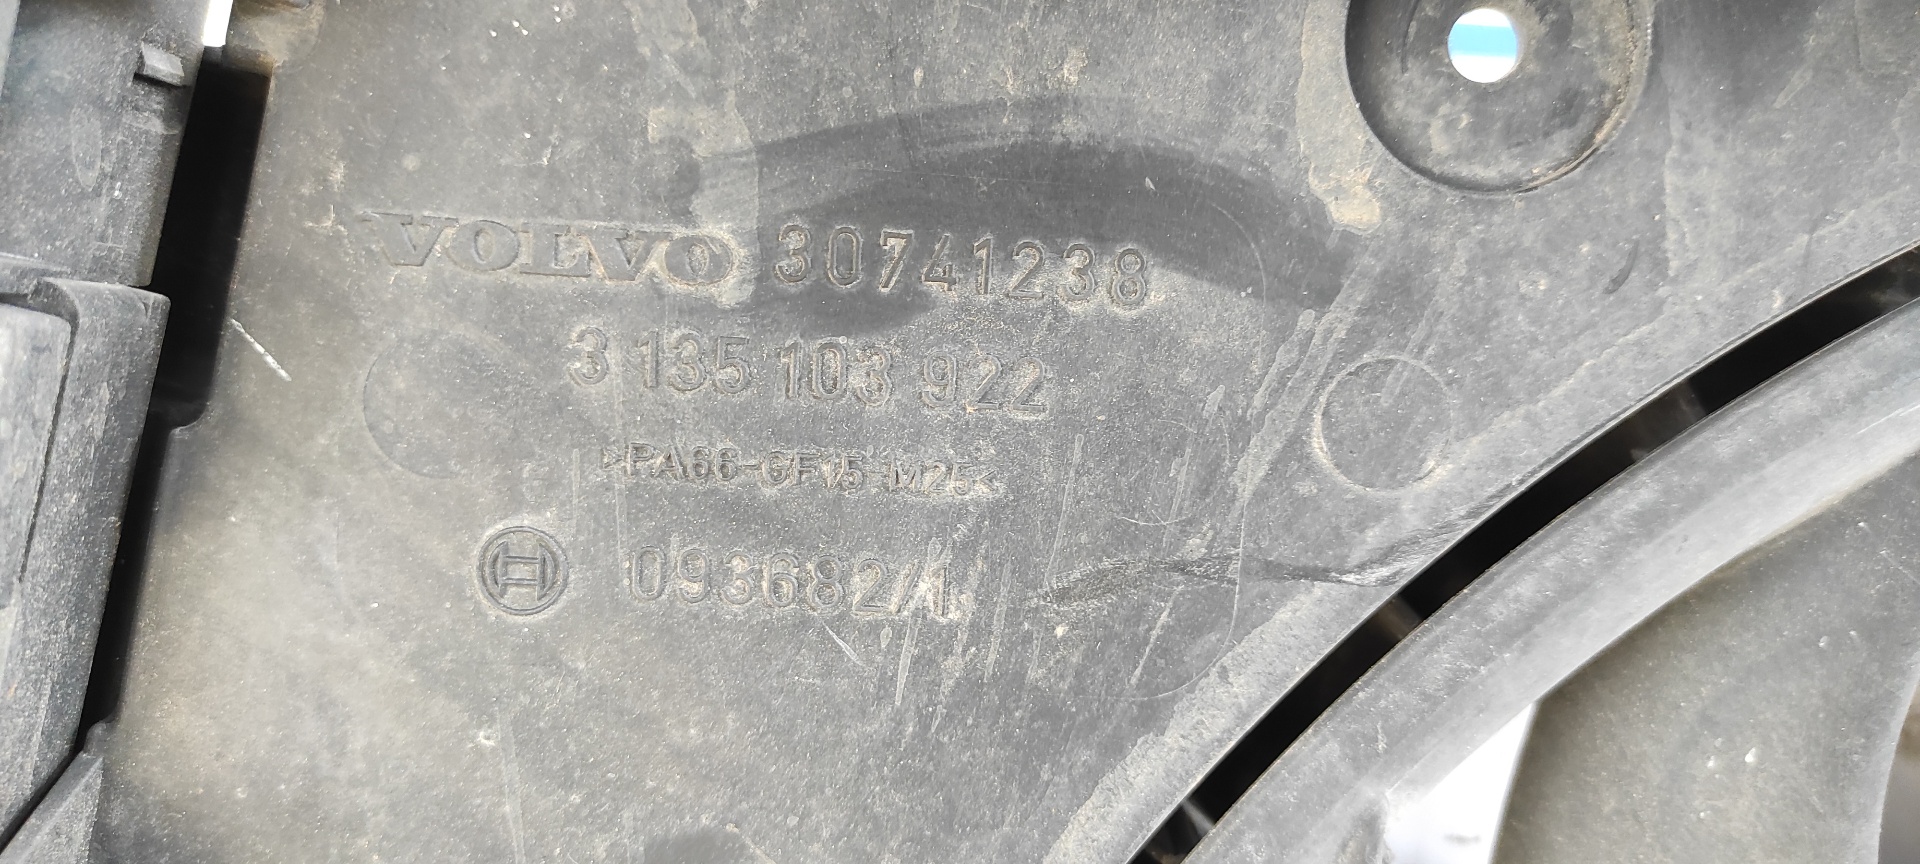 VOLVO 30741238
3 135 103 922
>PA66-GF15-M25<
093682/1